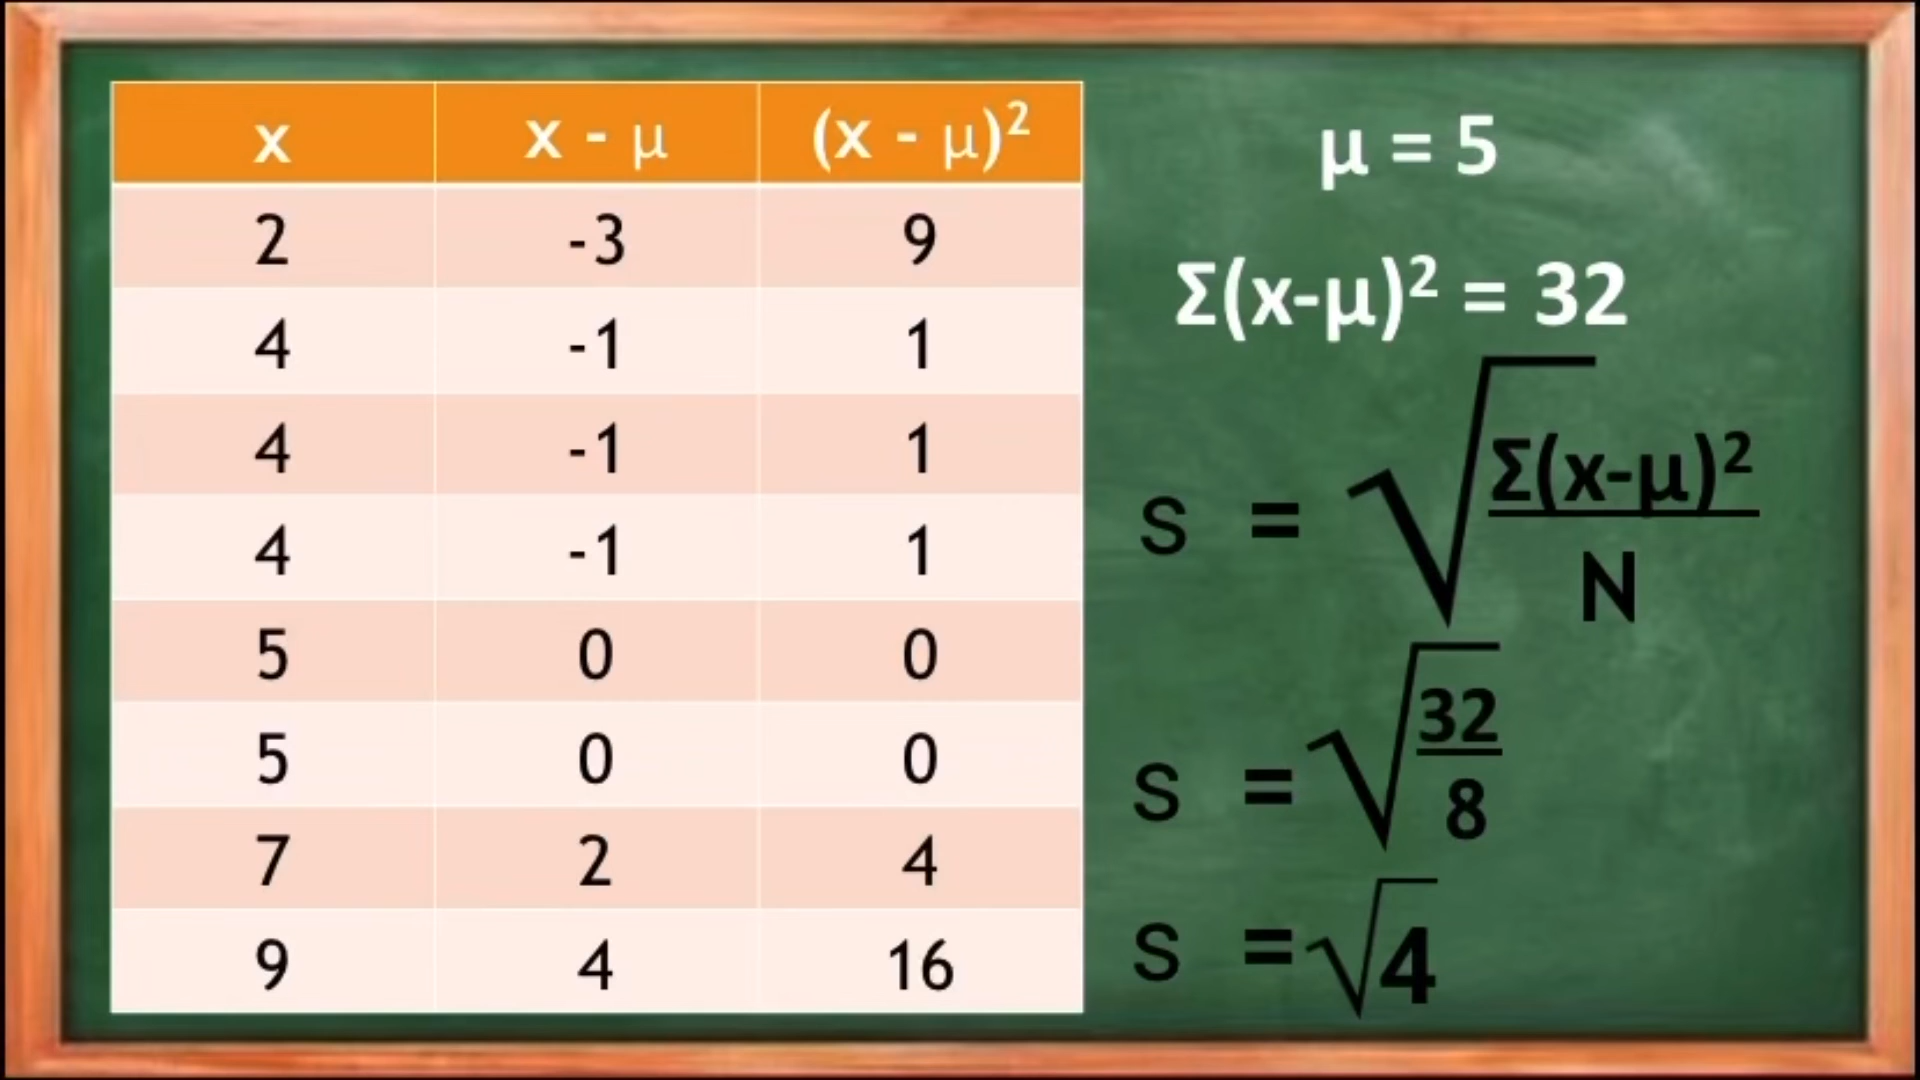 x x - μ (x - μ)²
2 -3 9
4 -1 1
4 -1 1
4 -1 1
5 0 0
5 0 0
7 2 4
9 4 16
μ = 5
Σ(x-μ)² = 32
s = √Σ(x-μ)²
N
s = √32
8
s = √4